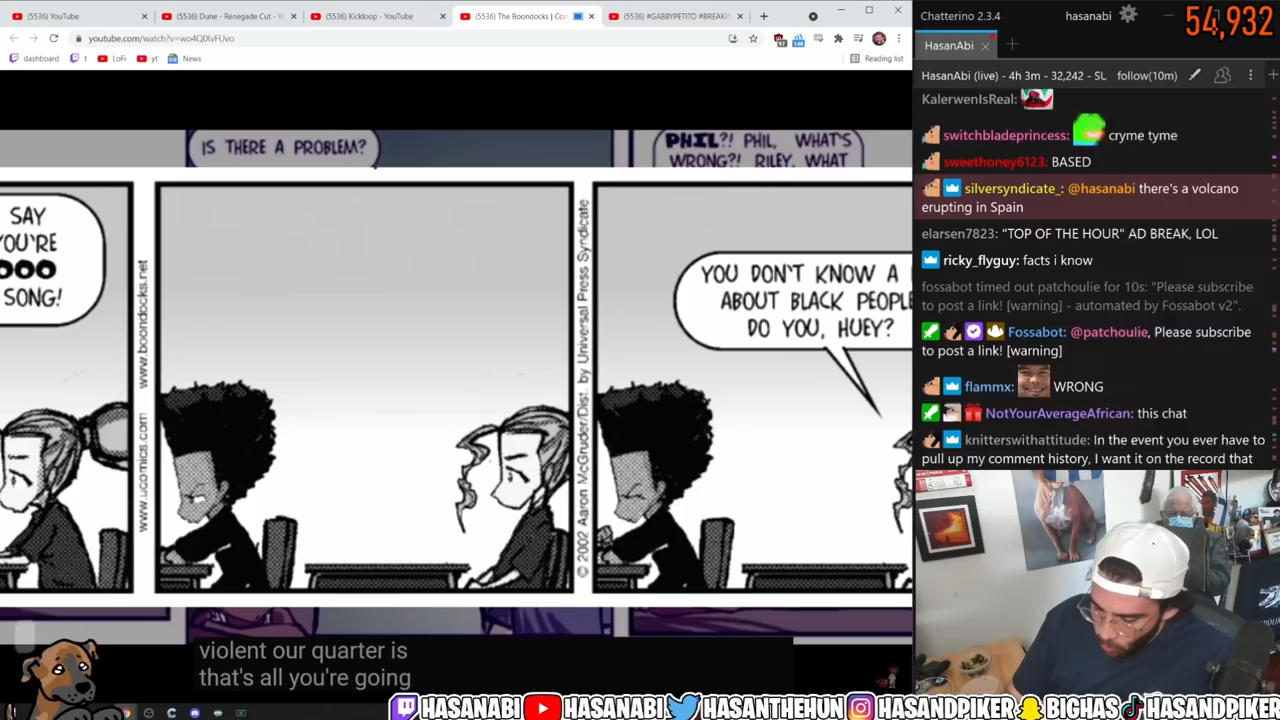 (5536) YouTube
(5536) Dune - Renegade Cut - Yo
(5536) Kickloop - YouTube
(5536) The Boondocks | Com
(5536) #GABBYPETITO #BREAKIN
youtube.com/watch?v=wo4QIXvFUvo
dashboard
t
LoFi
yt
News
Reading list
IS THERE A PROBLEM?
PHIL?! PHIL, WHAT'S
WRONG?! RILEY, WHAT
SAY
YOU'RE
OOO
SONG!
www.ucomics.com www.boondocks.net
© 2002 Aaron McGruder/Dist. by Universal Press Syndicate
YOU DON'T KNOW A
ABOUT BLACK PEOPLE
DO YOU, HUEY?
violent our quarter is
that's all you're going
Chatterino 2.3.4
hasanabi
54,932
HasanAbi
HasanAbi (live) - 4h 3m - 32,242 - SL
follow(10m)
KalerwenIsReal:
switchbladeprincess: cryme tyme
sweethoney6123: BASED
silversyndicate_: @hasanabi there's a volcano
erupting in Spain
elarsen7823: "TOP OF THE HOUR" AD BREAK, LOL
ricky_flyguy: facts i know
fossabot timed out patchoulie for 10s: "Please subscribe
to post a link! [warning] - automated by Fossabot v2".
Fossabot: @patchoulie, Please subscribe
to post a link! [warning]
flammx: WRONG
NotYourAverageAfrican: this chat
knitterswithattitude: In the event you ever have to
pull up my comment history, I want it on the record that
HASANABI
HASANABI
HASANTHEHUN
HASANDPIKER
BIGHAS
HASANDPIKER